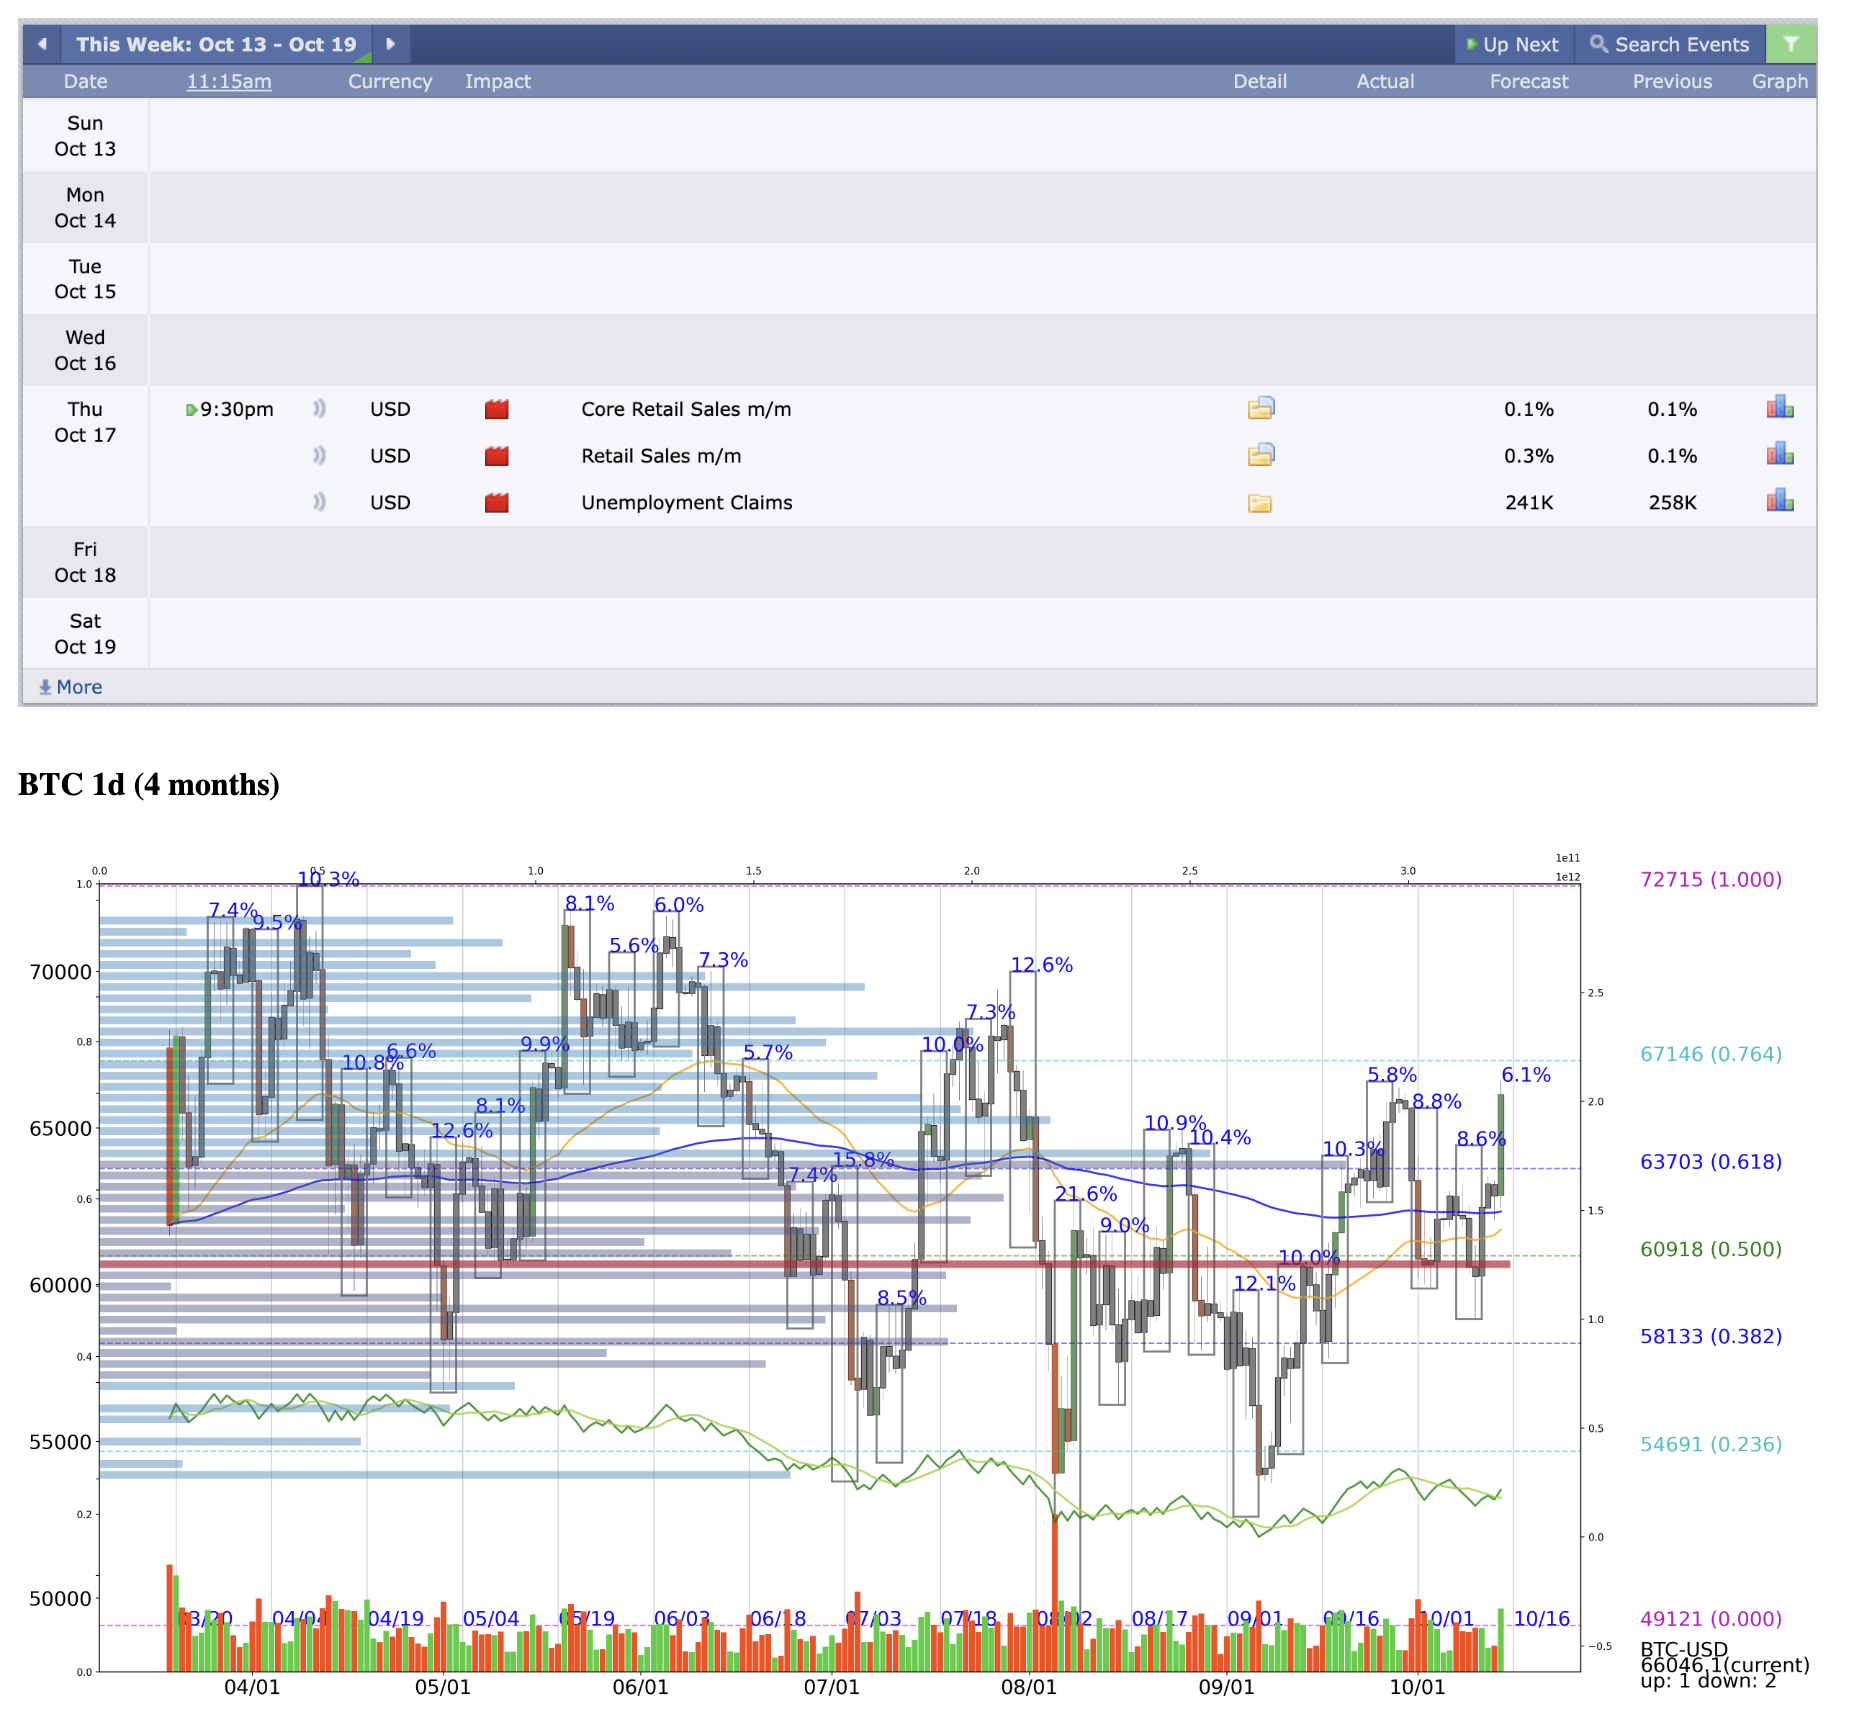 This Week: Oct 13 - Oct 19 Up Next Search Events
Date 11:15am Currency Impact Detail Actual Forecast Previous Graph
Sun
Oct 13
Mon
Oct 14
Tue
Oct 15
Wed
Oct 16
Thu
Oct 17
9:30pm USD Core Retail Sales m/m 0.1% 0.1%
USD Retail Sales m/m 0.3% 0.1%
USD Unemployment Claims 241K 258K
Fri
Oct 18
Sat
Oct 19
More
BTC 1d (4 months)
1e11
0.0 0.5 1.0 1.5 2.0 2.5 3.0
1e12
1.0
0.8
0.6
0.4
0.2
0.0
70000
65000
60000
55000
50000
2.5
2.0
1.5
1.0
0.5
0.0
−0.5
7.4%
9.5%
10.3%
10.8%
6.6%
12.6%
8.1%
9.9%
8.1%
5.6%
6.0%
7.3%
5.7%
7.4%
15.8%
8.5%
10.0%
7.3%
12.6%
21.6%
9.0%
10.9%
10.4%
12.1%
10.0%
10.3%
5.8%
8.8%
8.6%
6.1%
72715 (1.000)
67146 (0.764)
63703 (0.618)
60918 (0.500)
58133 (0.382)
54691 (0.236)
49121 (0.000)
03/20 04/04 04/19 05/04 05/19 06/03 06/18 07/03 07/18 08/02 08/17 09/01 09/16 10/01 10/16
BTC-USD
66046.1(current)
up: 1 down: 2
04/01 05/01 06/01 07/01 08/01 09/01 10/01